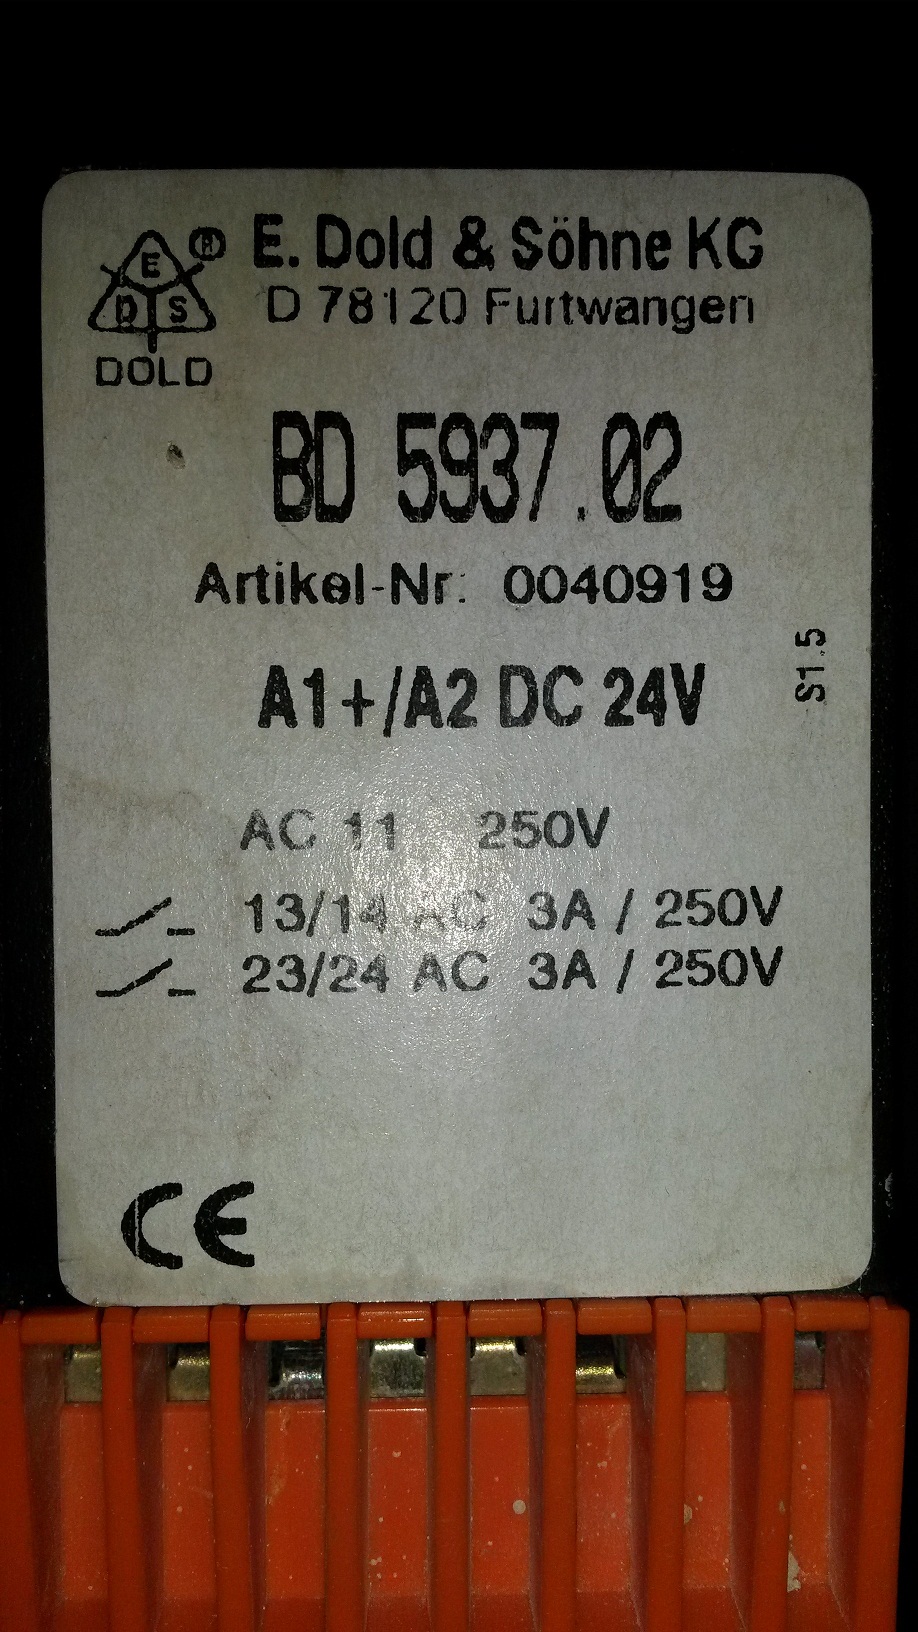 E. Dold & Söhne KG
D 78120 Furtwangen
®
E
D S
DOLD
BD 5937.02
Artikel-Nr: 0040919
S1.5
A1+/A2 DC 24V
AC 11 250V
13/14 AC 3A / 250V
23/24 AC 3A / 250V
CE